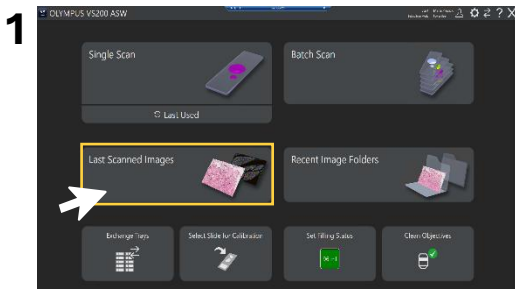 1
OLYMPUS VS200 ASW
Single Scan
Batch Scan
Last Used
Last Scanned Images
Recent Image Folders
Exchange Trays
Select Slide for Calibration
Set Filling Status
Clean Objectives